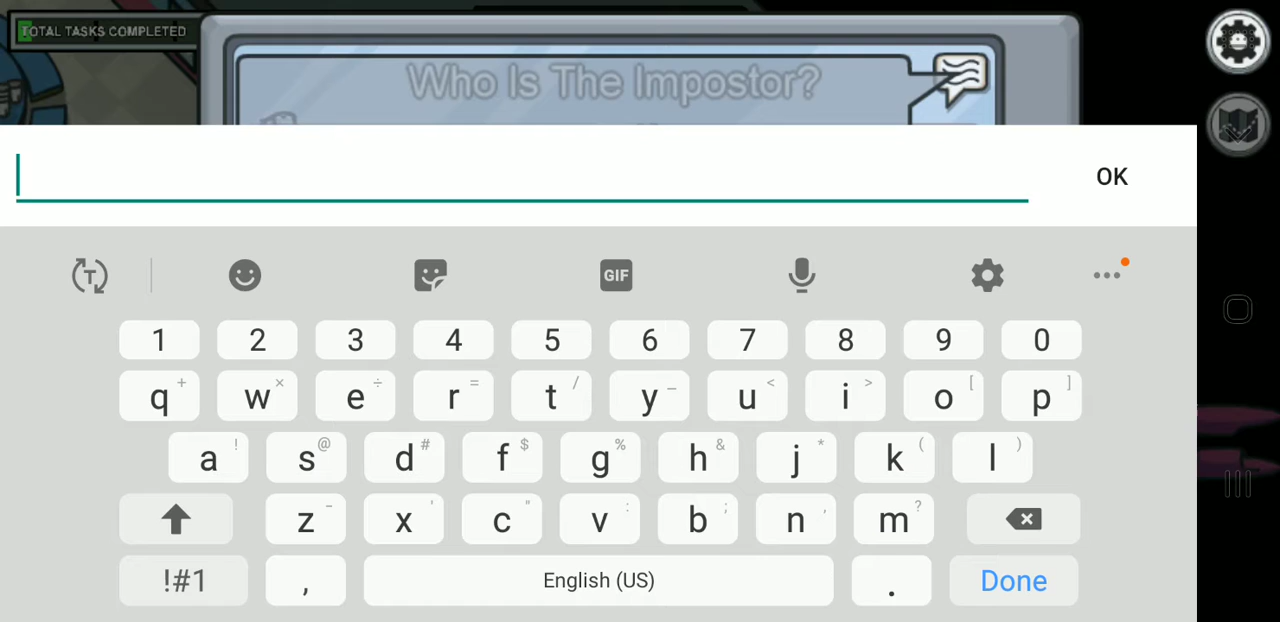 TOTAL TASKS COMPLETED
Who Is The Impostor?
OK
T
GIF
1 2 3 4 5 6 7 8 9 0
q + w × e ÷ r = t / y _ u < i > o [ p ]
a ! s @ d # f $ g % h & j * k ( l )
z - x ' c " v : b ; n , m ?
!#1 , English (US) . Done